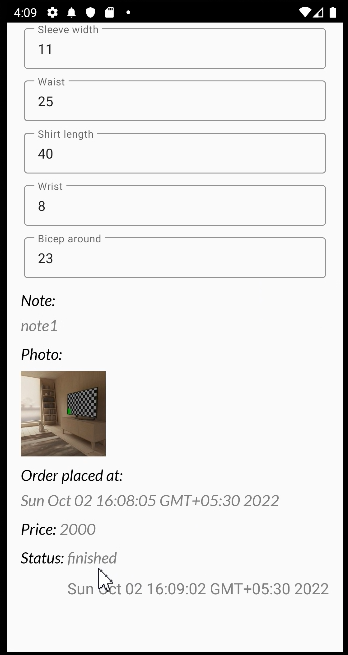 4:09
Sleeve width
11
Waist
25
Shirt length
40
Wrist
8
Bicep around
23
Note:
note1
Photo:
Order placed at:
Sun Oct 02 16:08:05 GMT+05:30 2022
Price: 2000
Status: finished
Sun Oct 02 16:09:02 GMT+05:30 2022